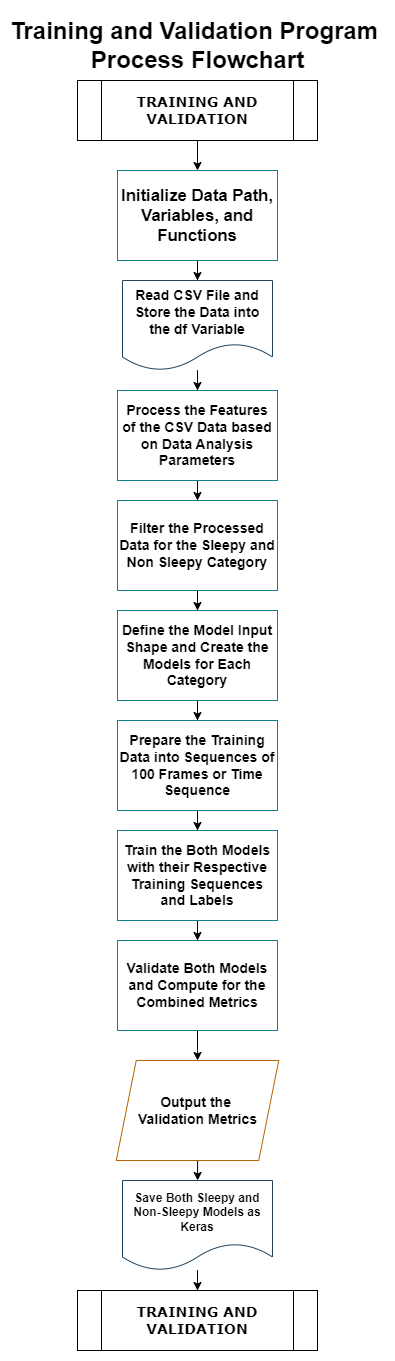 Training and Validation Program
Process Flowchart
TRAINING AND
VALIDATION
Initialize Data Path,
Variables, and
Functions
Read CSV File and
Store the Data into
the df Variable
Process the Features
of the CSV Data based
on Data Analysis
Parameters
Filter the Processed
Data for the Sleepy and
Non Sleepy Category
Define the Model Input
Shape and Create the
Models for Each
Category
Prepare the Training
Data into Sequences of
100 Frames or Time
Sequence
Train the Both Models
with their Respective
Training Sequences
and Labels
Validate Both Models
and Compute for the
Combined Metrics
Output the
Validation Metrics
Save Both Sleepy and
Non-Sleepy Models as
Keras
TRAINING AND
VALIDATION